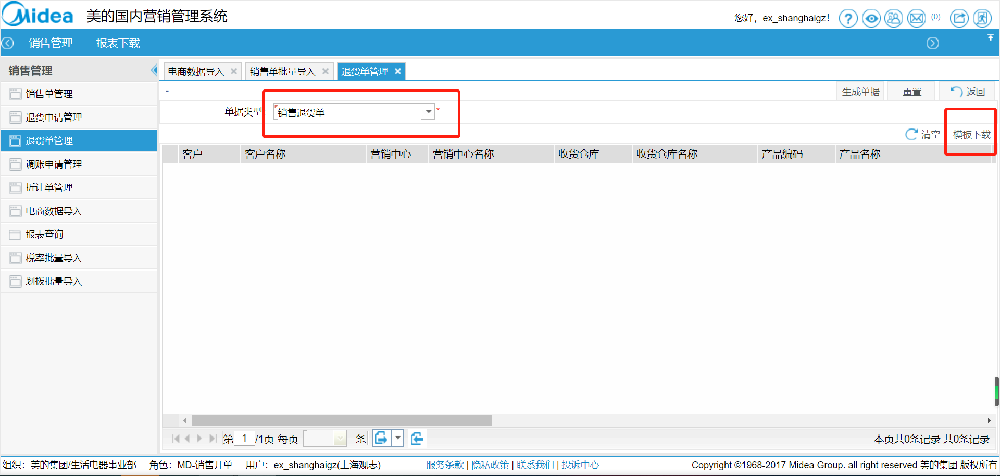 Midea 美的国内营销管理系统 您好，ex_shanghaigz! (0)
销售管理 报表下载
销售管理
销售单管理
退货申请管理
退货单管理
调账申请管理
折让单管理
电商数据导入
报表查询
税率批量导入
划拨批量导入
电商数据导入 销售单批量导入 退货单管理
- 生成单据 重置 返回
单据类型: 销售退货单 *
清空 模板下载
客户 客户名称 营销中心 营销中心名称 收货仓库 收货仓库名称 产品编码 产品名称
第 1 /1页 每页 条 本页共0条记录 共0条记录
组织：美的集团/生活电器事业部 角色：MD-销售开单 用户：ex_shanghaigz(上海观志) 服务条款 | 隐私政策 | 联系我们 | 投诉中心 Copyright ©1968-2017 Midea Group. all right reserved 美的集团 版权所有